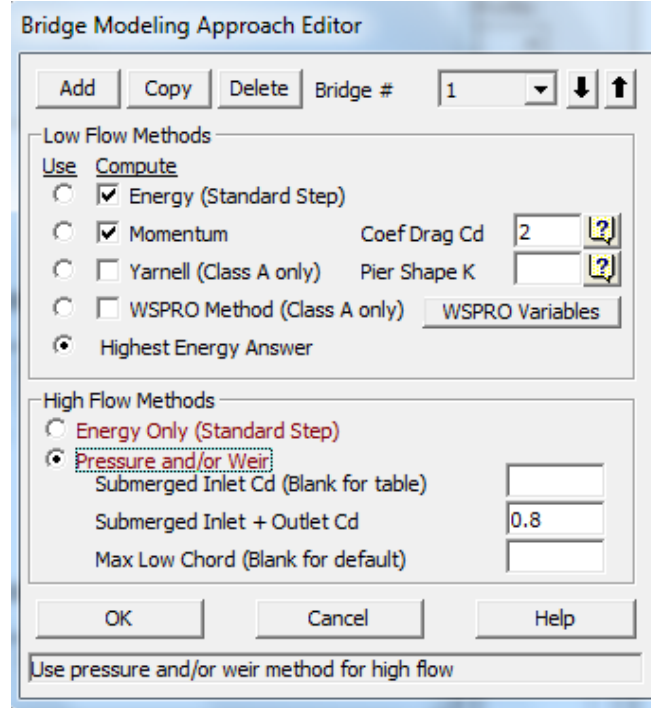 Bridge Modeling Approach Editor
Add Copy Delete Bridge # 1
Low Flow Methods
Use Compute
Energy (Standard Step)
Momentum Coef Drag Cd 2 ?
Yarnell (Class A only) Pier Shape K ?
WSPRO Method (Class A only) WSPRO Variables
Highest Energy Answer
High Flow Methods
Energy Only (Standard Step)
Pressure and/or Weir
Submerged Inlet Cd (Blank for table)
Submerged Inlet + Outlet Cd 0.8
Max Low Chord (Blank for default)
OK Cancel Help
Use pressure and/or weir method for high flow